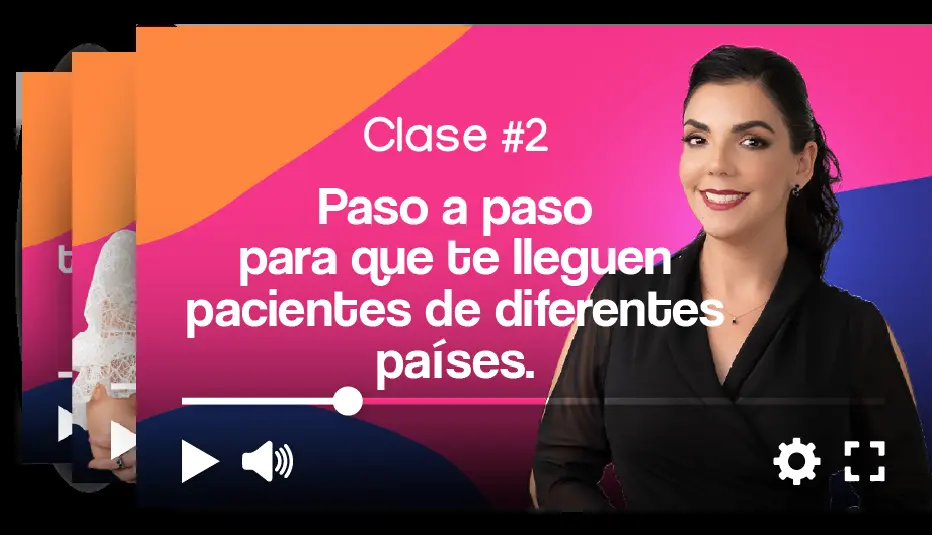 Clase #2
Paso a paso
para que te lleguen
pacientes de diferentes
países.